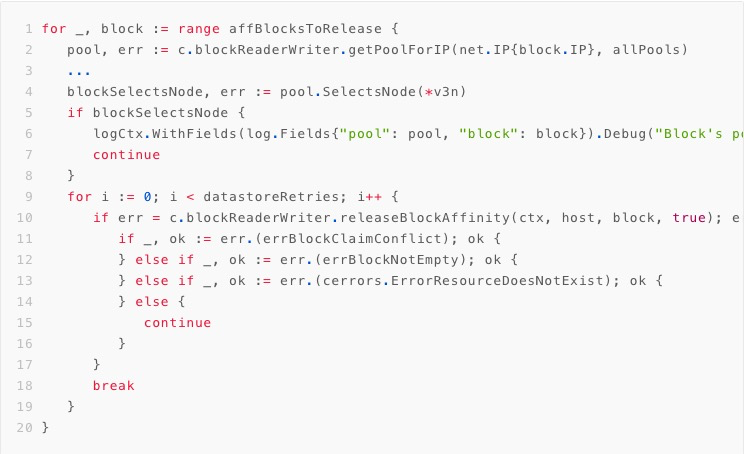 1 for _, block := range affBlocksToRelease {
2    pool, err := c.blockReaderWriter.getPoolForIP(net.IP{block.IP}, allPools)
3    ...
4    blockSelectsNode, err := pool.SelectsNode(*v3n)
5    if blockSelectsNode {
6       logCtx.WithFields(log.Fields{"pool": pool, "block": block}).Debug("Block's
7       continue
8    }
9    for i := 0; i < datastoreRetries; i++ {
10       if err = c.blockReaderWriter.releaseBlockAffinity(ctx, host, block, true); e
11          if _, ok := err.(errBlockClaimConflict); ok {
12          } else if _, ok := err.(errBlockNotEmpty); ok {
13          } else if _, ok := err.(cerrors.ErrorResourceDoesNotExist); ok {
14          } else {
15             continue
16          }
17       }
18       break
19    }
20 }